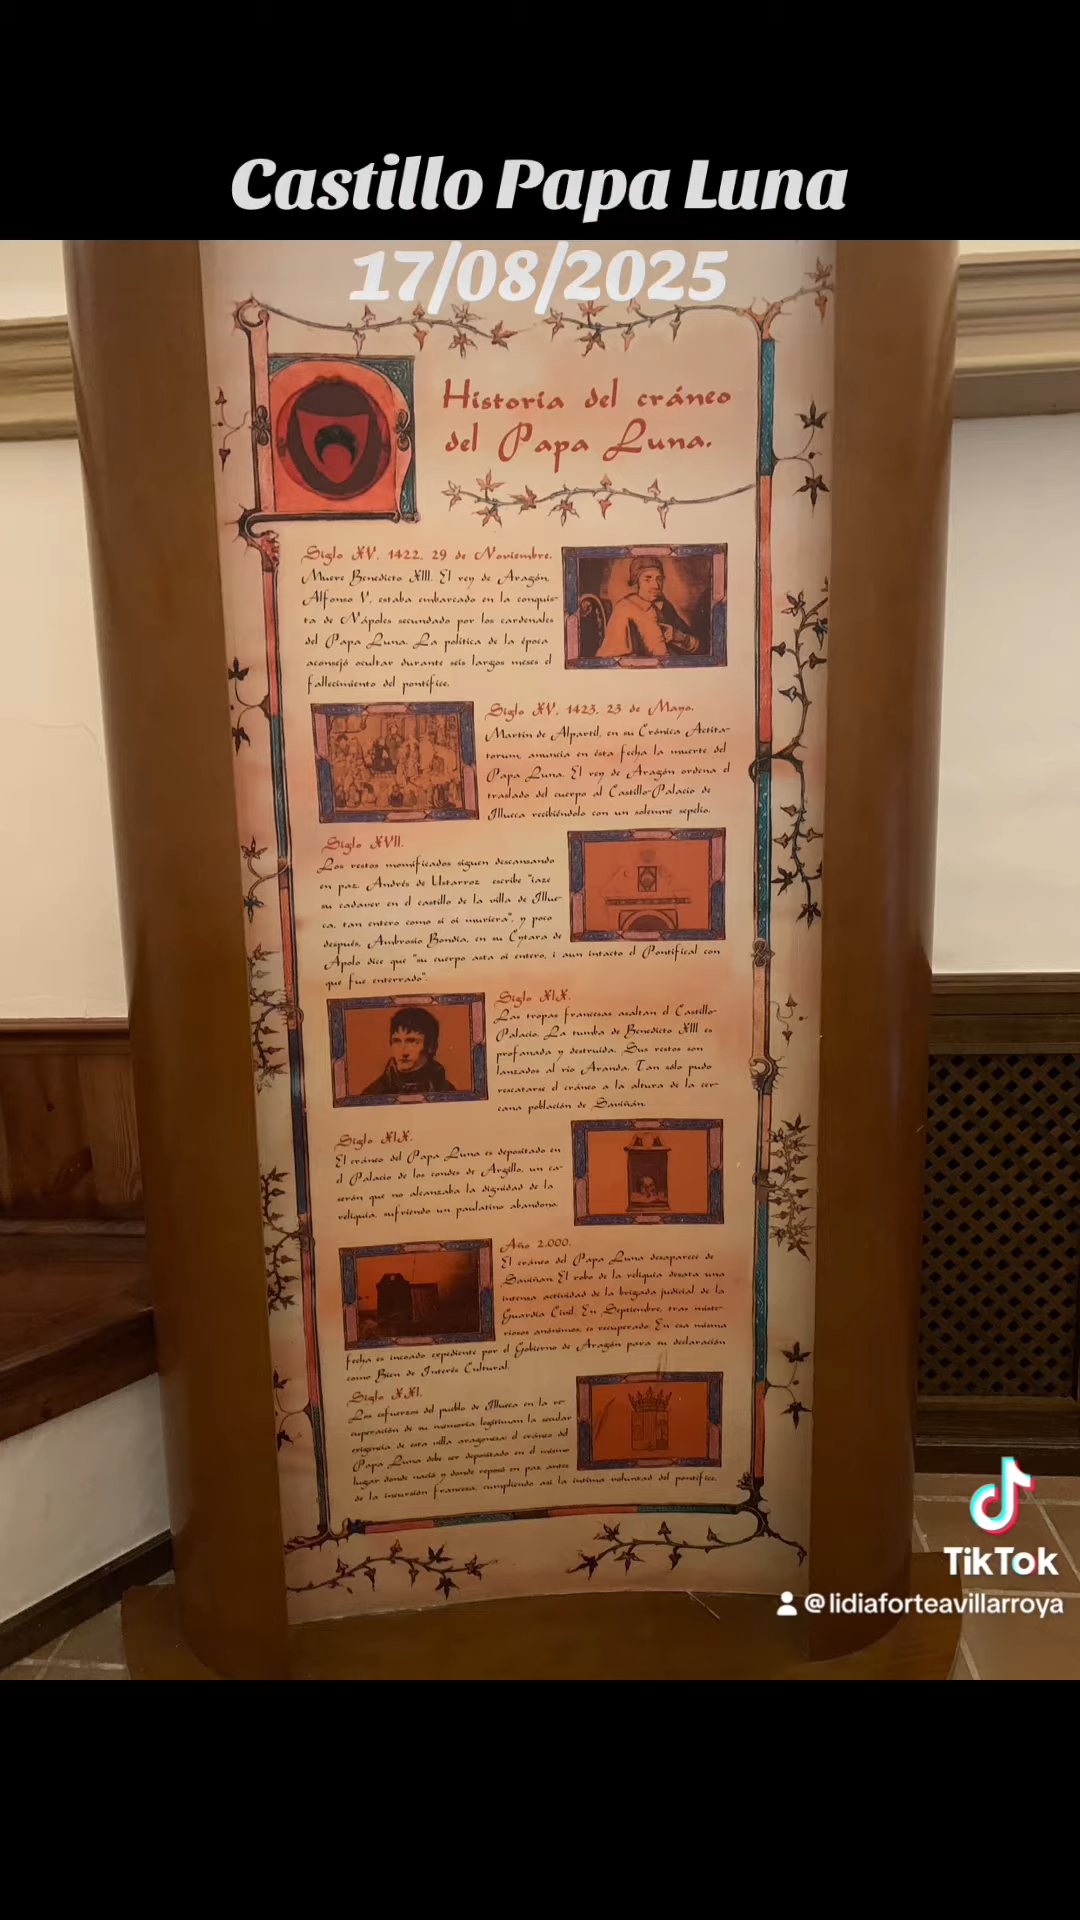 Castillo Papa Luna
17/08/2025
Historia del cráneo
del Papa Luna.
Siglo XV. 1422. 29 de Noviembre.
Muere Benedicto XIII. El rey de Aragón,
Alfonso V, estaba embarcado en la conquis-
ta de Nápoles secundado por los cardenales
del Papa Luna. La política de la época
aconsejó ocultar durante seis largos meses el
fallecimiento del pontífice.
Siglo XV. 1423. 23 de Mayo.
Martín de Alpartil, en su Crónica Actita-
torum, anuncia en ésta fecha la muerte del
Papa Luna. El rey de Aragón ordena el
traslado del cuerpo al Castillo-Palacio de
Illueca recibiéndolo con un solemne sepelio.
Siglo XVII.
Los restos momificados siguen descansando
en paz. Andrés de Ustarroz escribe "iaze
su cadaver en el castillo de la villa de Illue-
ca, tan entero como si oi muriera", y poco
después, Ambrosio Bondia, en su Cytara de
Apolo dice que "su cuerpo asta oi entero, i aun intacto el Pontifical con
que fue enterrado".
Siglo XIX.
Las tropas francesas asaltan el Castillo-
Palacio. La tumba de Benedicto XIII es
profanada y destruida. Sus restos son
lanzados al río Aranda. Tan sólo pudo
rescatarse el cráneo a la altura de la cer-
cana población de Saviñán.
Siglo XIX.
El cráneo del Papa Luna es depositado en
el Palacio de los condes de Argillo, un ca-
serón que no alcanzaba la dignidad de la
reliquia, sufriendo un paulatino abandono.
Año 2.000.
El cráneo del Papa Luna desaparece de
Saviñan. El robo de la reliquia desata una
intensa actividad de la brigada judicial de la
Guardia Civil. En Septiembre, tras miste-
riosos anónimos, es recuperado. En esa misma
fecha es incoado expediente por el Gobierno de Aragón para su declaración
como Bien de Interés Cultural.
Siglo XXI.
Los esfuerzos del pueblo de Illueca en la re-
cuperación de su memoria, legitiman la secular
exigencia de esta villa aragonesa: el cráneo del
Papa Luna debe ser depositado en el mismo
lugar donde nació y donde reposó en paz antes
de la incursión francesa, cumpliendo así la íntima voluntad del pontífice.
TikTok
@lidiaforteavillarroya